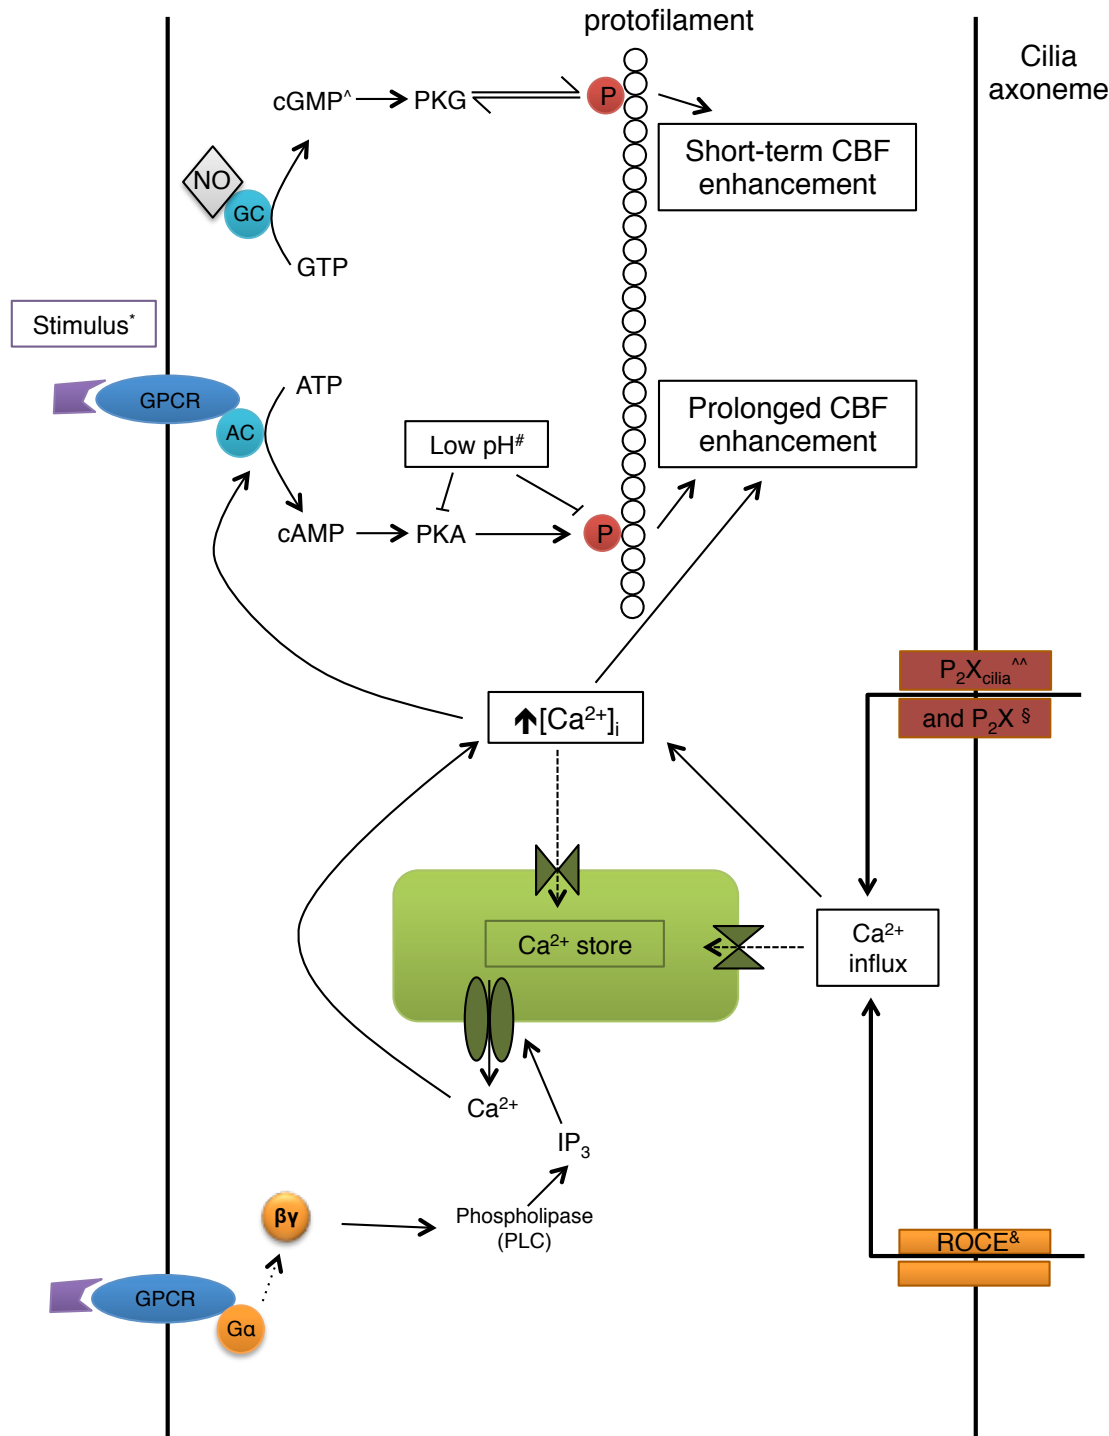 protofilament
Cilia
axoneme
cGMP^
PKG
P
Short-term CBF
enhancement
NO
GC
GTP
Stimulus*
GPCR
ATP
AC
Prolonged CBF
enhancement
Low pH#
cAMP
PKA
P
P₂Xcilia^^
and P₂X §
↑[Ca²⁺]ᵢ
Ca²⁺ store
Ca²⁺
influx
Ca²⁺
IP₃
βγ
Phospholipase
(PLC)
ROCE&
GPCR
Gα